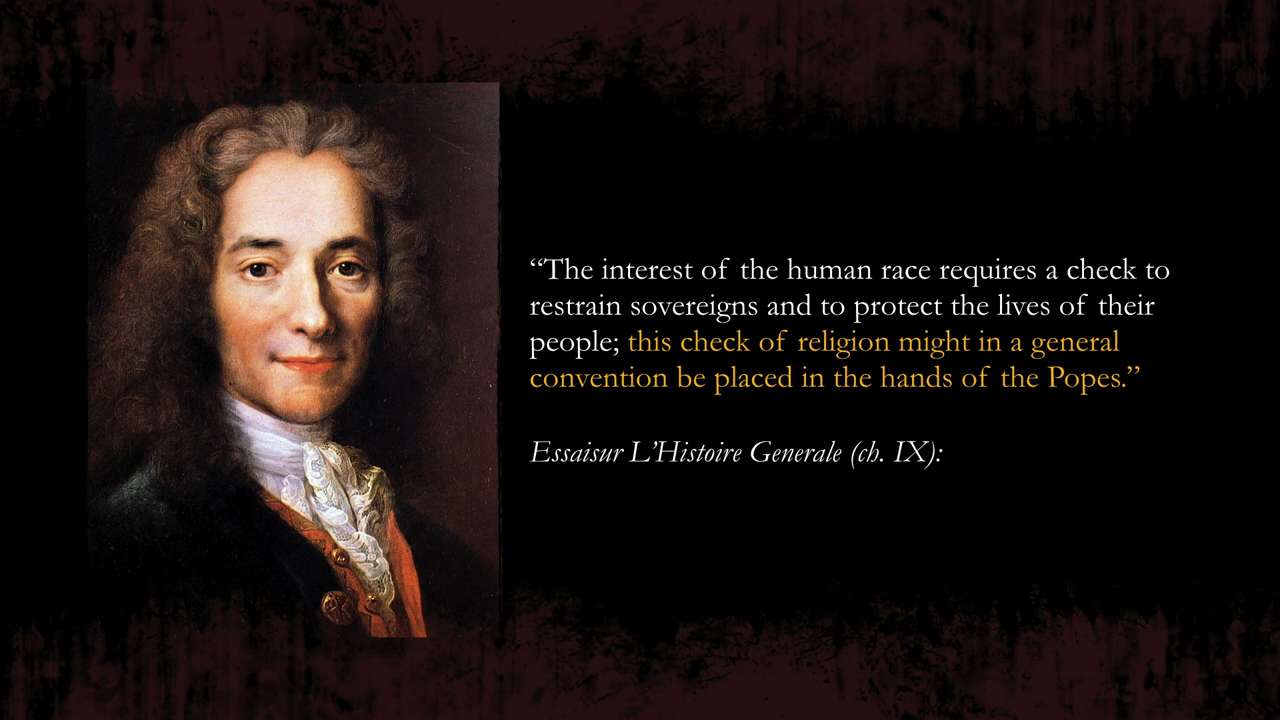 “The interest of the human race requires a check to
restrain sovereigns and to protect the lives of their
people; this check of religion might in a general
convention be placed in the hands of the Popes.”
Essaisur L’Histoire Generale (ch. IX):